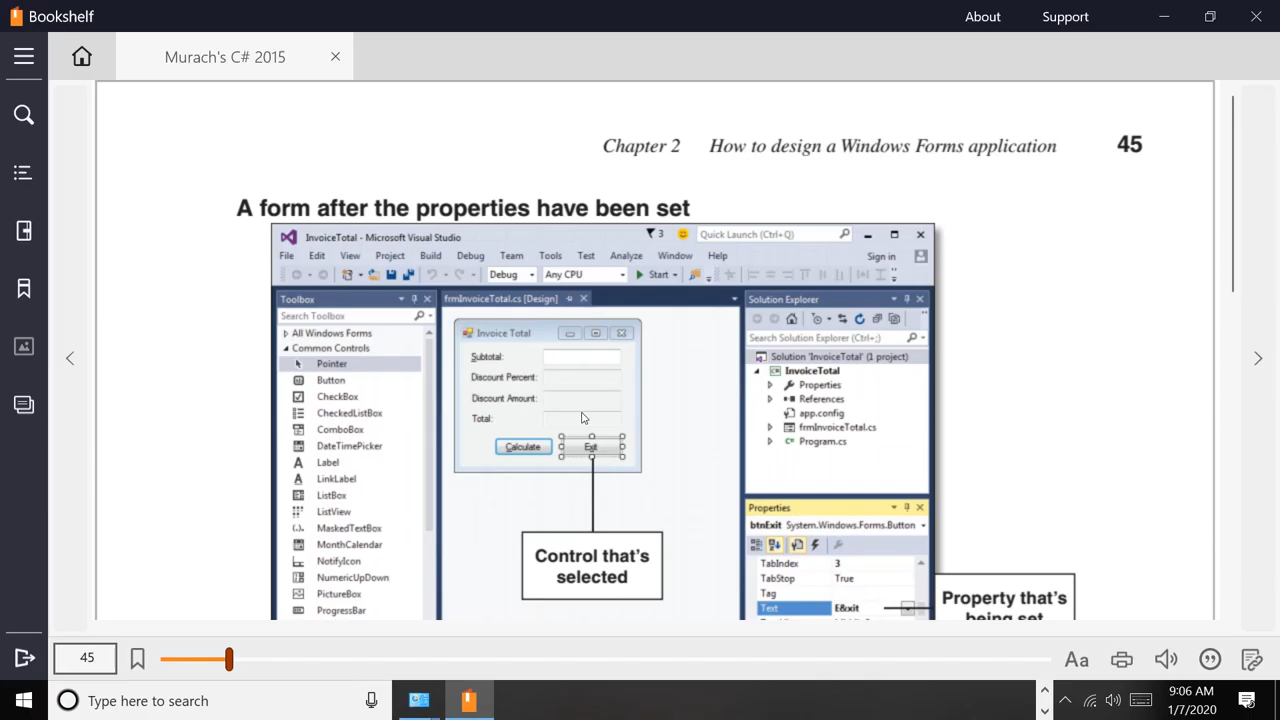 Bookshelf
About
Support
Murach's C# 2015
Chapter 2 How to design a Windows Forms application 45
A form after the properties have been set
InvoiceTotal - Microsoft Visual Studio
3
Quick Launch (Ctrl+Q)
File Edit View Project Build Debug Team Tools Test Analyze Window Help
Sign in
Debug
Any CPU
Start
Toolbox
Search Toolbox
All Windows Forms
Common Controls
Pointer
Button
CheckBox
CheckedListBox
ComboBox
DateTimePicker
Label
LinkLabel
ListBox
ListView
MaskedTextBox
MonthCalendar
NotifyIcon
NumericUpDown
PictureBox
ProgressBar
frmInvoiceTotal.cs [Design]
Invoice Total
Subtotal:
Discount Percent:
Discount Amount:
Total:
Calculate
Exit
Control that's
selected
Solution Explorer
Search Solution Explorer (Ctrl+;)
Solution 'InvoiceTotal' (1 project)
InvoiceTotal
Properties
References
app.config
frmInvoiceTotal.cs
Program.cs
Properties
btnExit System.Windows.Forms.Button
TabIndex 3
TabStop True
Tag
Text E&xit
Property that's
being set
45
Aa
Type here to search
9:06 AM
1/7/2020